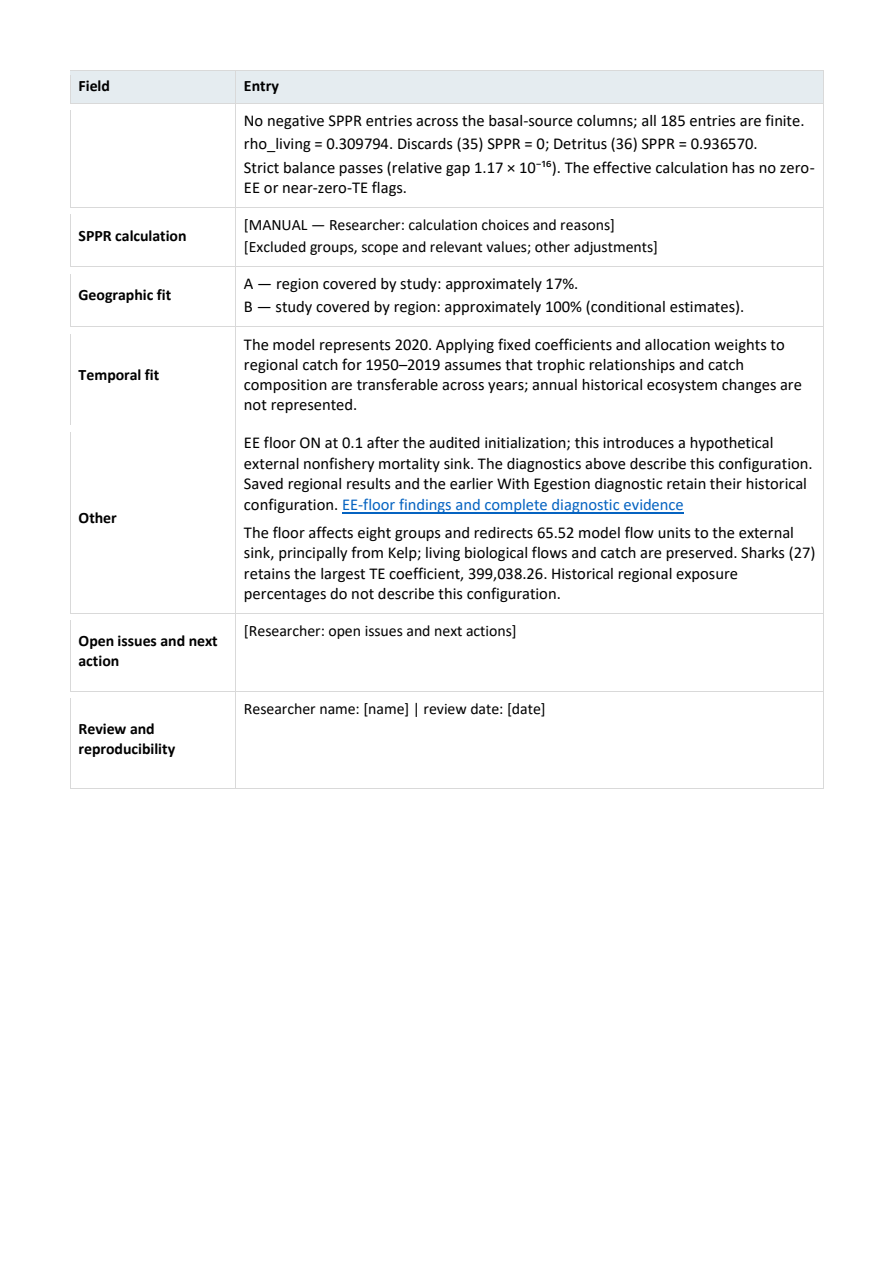 Field Entry
No negative SPPR entries across the basal-source columns; all 185 entries are finite.
rho_living = 0.309794. Discards (35) SPPR = 0; Detritus (36) SPPR = 0.936570.
Strict balance passes (relative gap 1.17 × 10⁻¹⁶). The effective calculation has no zero-
EE or near-zero-TE flags.
SPPR calculation
[MANUAL — Researcher: calculation choices and reasons]
[Excluded groups, scope and relevant values; other adjustments]
Geographic fit
A — region covered by study: approximately 17%.
B — study covered by region: approximately 100% (conditional estimates).
Temporal fit
The model represents 2020. Applying fixed coefficients and allocation weights to
regional catch for 1950–2019 assumes that trophic relationships and catch
composition are transferable across years; annual historical ecosystem changes are
not represented.
Other
EE floor ON at 0.1 after the audited initialization; this introduces a hypothetical
external nonfishery mortality sink. The diagnostics above describe this configuration.
Saved regional results and the earlier With Egestion diagnostic retain their historical
configuration. EE-floor findings and complete diagnostic evidence
The floor affects eight groups and redirects 65.52 model flow units to the external
sink, principally from Kelp; living biological flows and catch are preserved. Sharks (27)
retains the largest TE coefficient, 399,038.26. Historical regional exposure
percentages do not describe this configuration.
Open issues and next
action
[Researcher: open issues and next actions]
Review and
reproducibility
Researcher name: [name] | review date: [date]